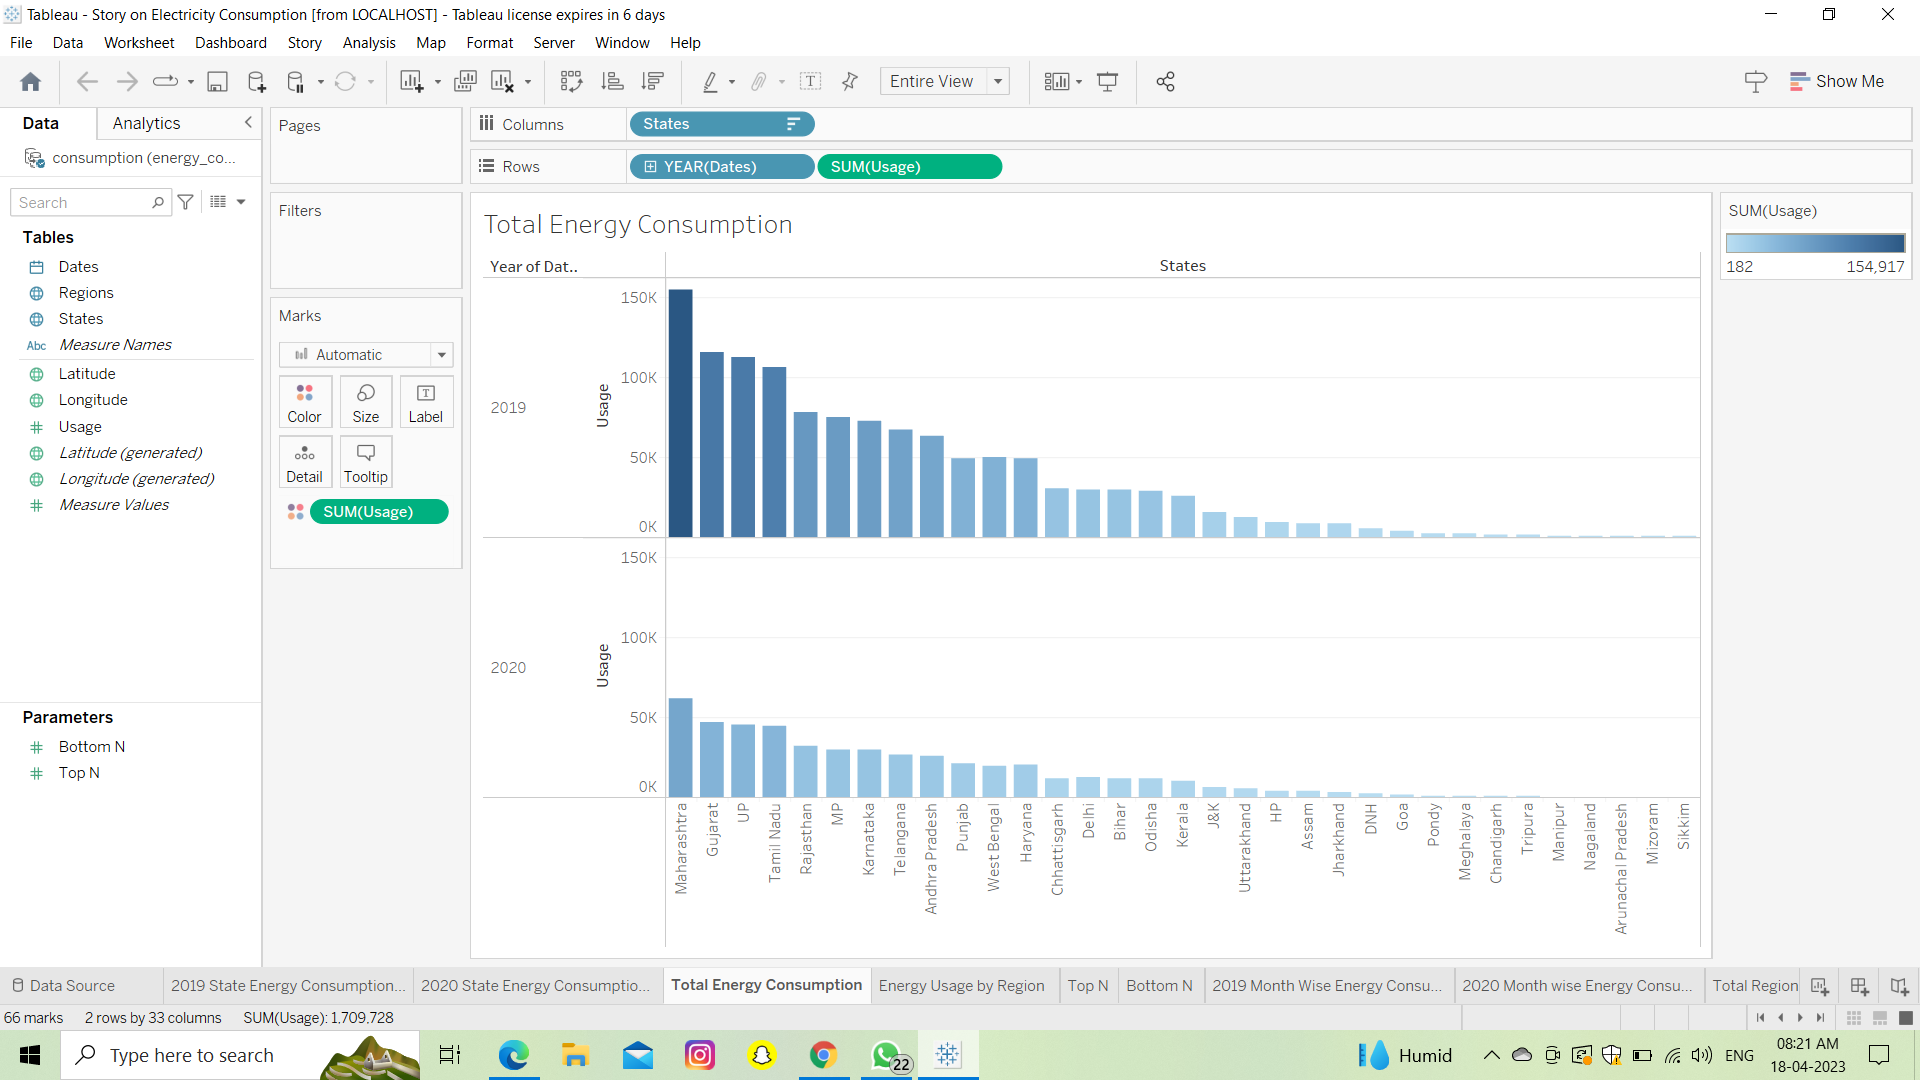 Tableau - Story on Electricity Consumption [from LOCALHOST] - Tableau license expires in 6 days
File Data Worksheet Dashboard Story Analysis Map Format Server Window Help
Entire View
Show Me
Data Analytics
consumption (energy_co...
Search
Tables
Dates
Regions
States
Abc Measure Names
Latitude
Longitude
Usage
Latitude (generated)
Longitude (generated)
Measure Values
Parameters
Bottom N
Top N
Pages
Filters
Marks
Automatic
Color Size Label
Detail Tooltip
SUM(Usage)
Columns States
Rows YEAR(Dates) SUM(Usage)
Total Energy Consumption
Year of Dat.. States
2019
Usage
150K
100K
50K
0K
2020
Usage
150K
100K
50K
0K
Maharashtra
Gujarat
UP
Tamil Nadu
Rajasthan
MP
Karnataka
Telangana
Andhra Pradesh
Punjab
West Bengal
Haryana
Chhattisgarh
Delhi
Bihar
Odisha
Kerala
J&K
Uttarakhand
HP
Assam
Jharkhand
DNH
Goa
Pondy
Meghalaya
Chandigarh
Tripura
Manipur
Nagaland
Arunachal Pradesh
Mizoram
Sikkim
SUM(Usage)
182 154,917
Data Source 2019 State Energy Consumption... 2020 State Energy Consumptio... Total Energy Consumption Energy Usage by Region Top N Bottom N 2019 Month Wise Energy Consu... 2020 Month wise Energy Consu... Total Region
66 marks 2 rows by 33 columns SUM(Usage): 1,709,728
Type here to search
22
Humid
ENG
08:21 AM
18-04-2023